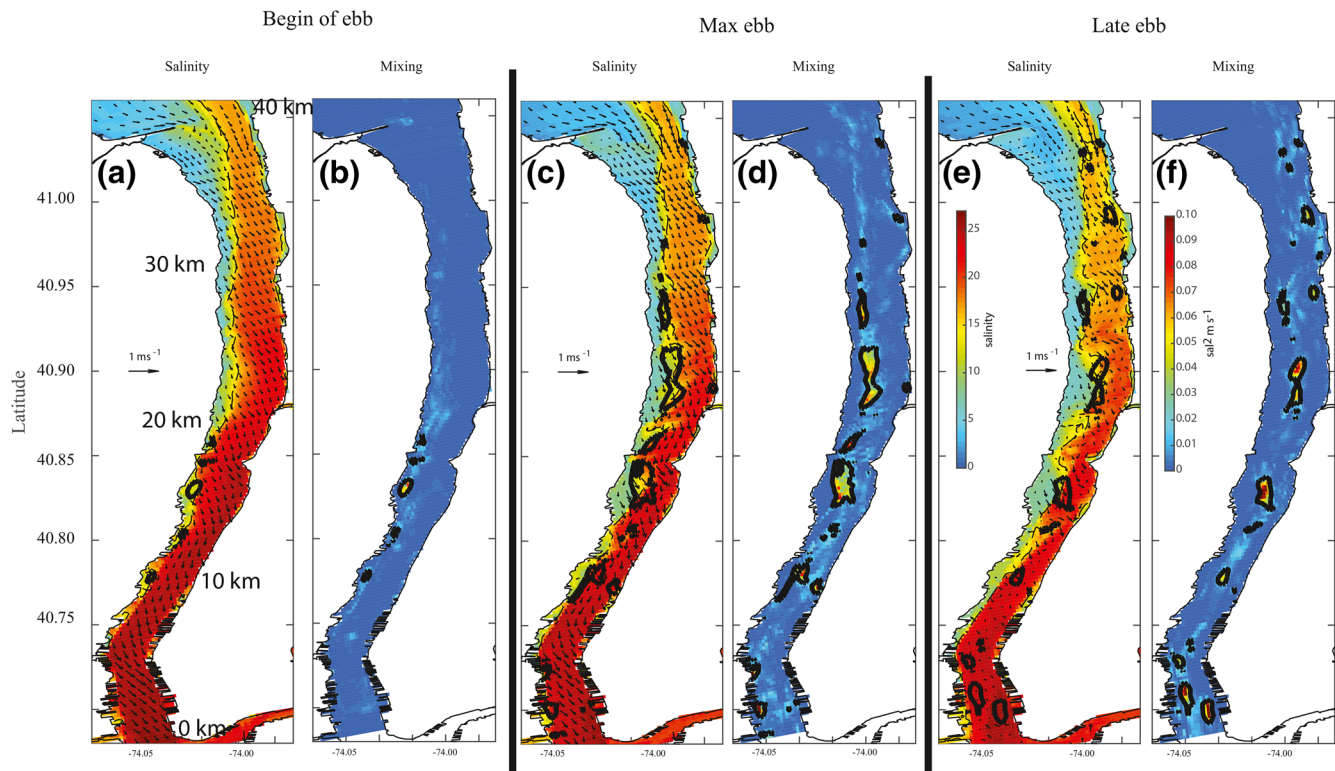 Begin of ebb
Max ebb
Late ebb
Salinity
Mixing
Salinity
Mixing
Salinity
Mixing
40 km
(a)
(b)
(c)
(d)
(e)
(f)
41.00
30 km
40.95
1 ms -1
40.90
1 ms -1
1 ms -1
20 km
40.85
40.80
10 km
40.75
0 km
Latitude
25
20
15
10
5
0
salinity
0.10
0.09
0.08
0.07
0.06
0.05
0.04
0.03
0.02
0.01
0
sal² m s-1
-74.05
-74.00
-74.05
-74.00
-74.05
-74.00
-74.05
-74.00
-74.05
-74.00
-74.05
-74.00